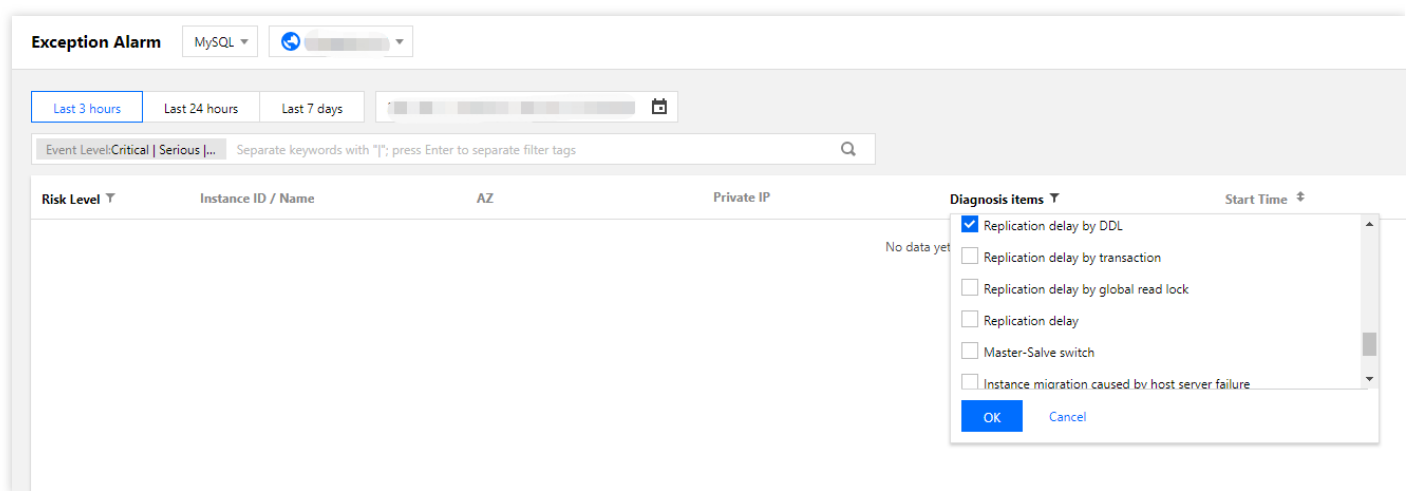 Exception Alarm MySQL
Last 3 hours Last 24 hours Last 7 days
Event Level:Critical | Serious |... Separate keywords with "|"; press Enter to separate filter tags
Risk Level Instance ID / Name AZ Private IP Diagnosis items Start Time
No data yet
Replication delay by DDL
Replication delay by transaction
Replication delay by global read lock
Replication delay
Master-Salve switch
Instance migration caused by host server failure
OK Cancel